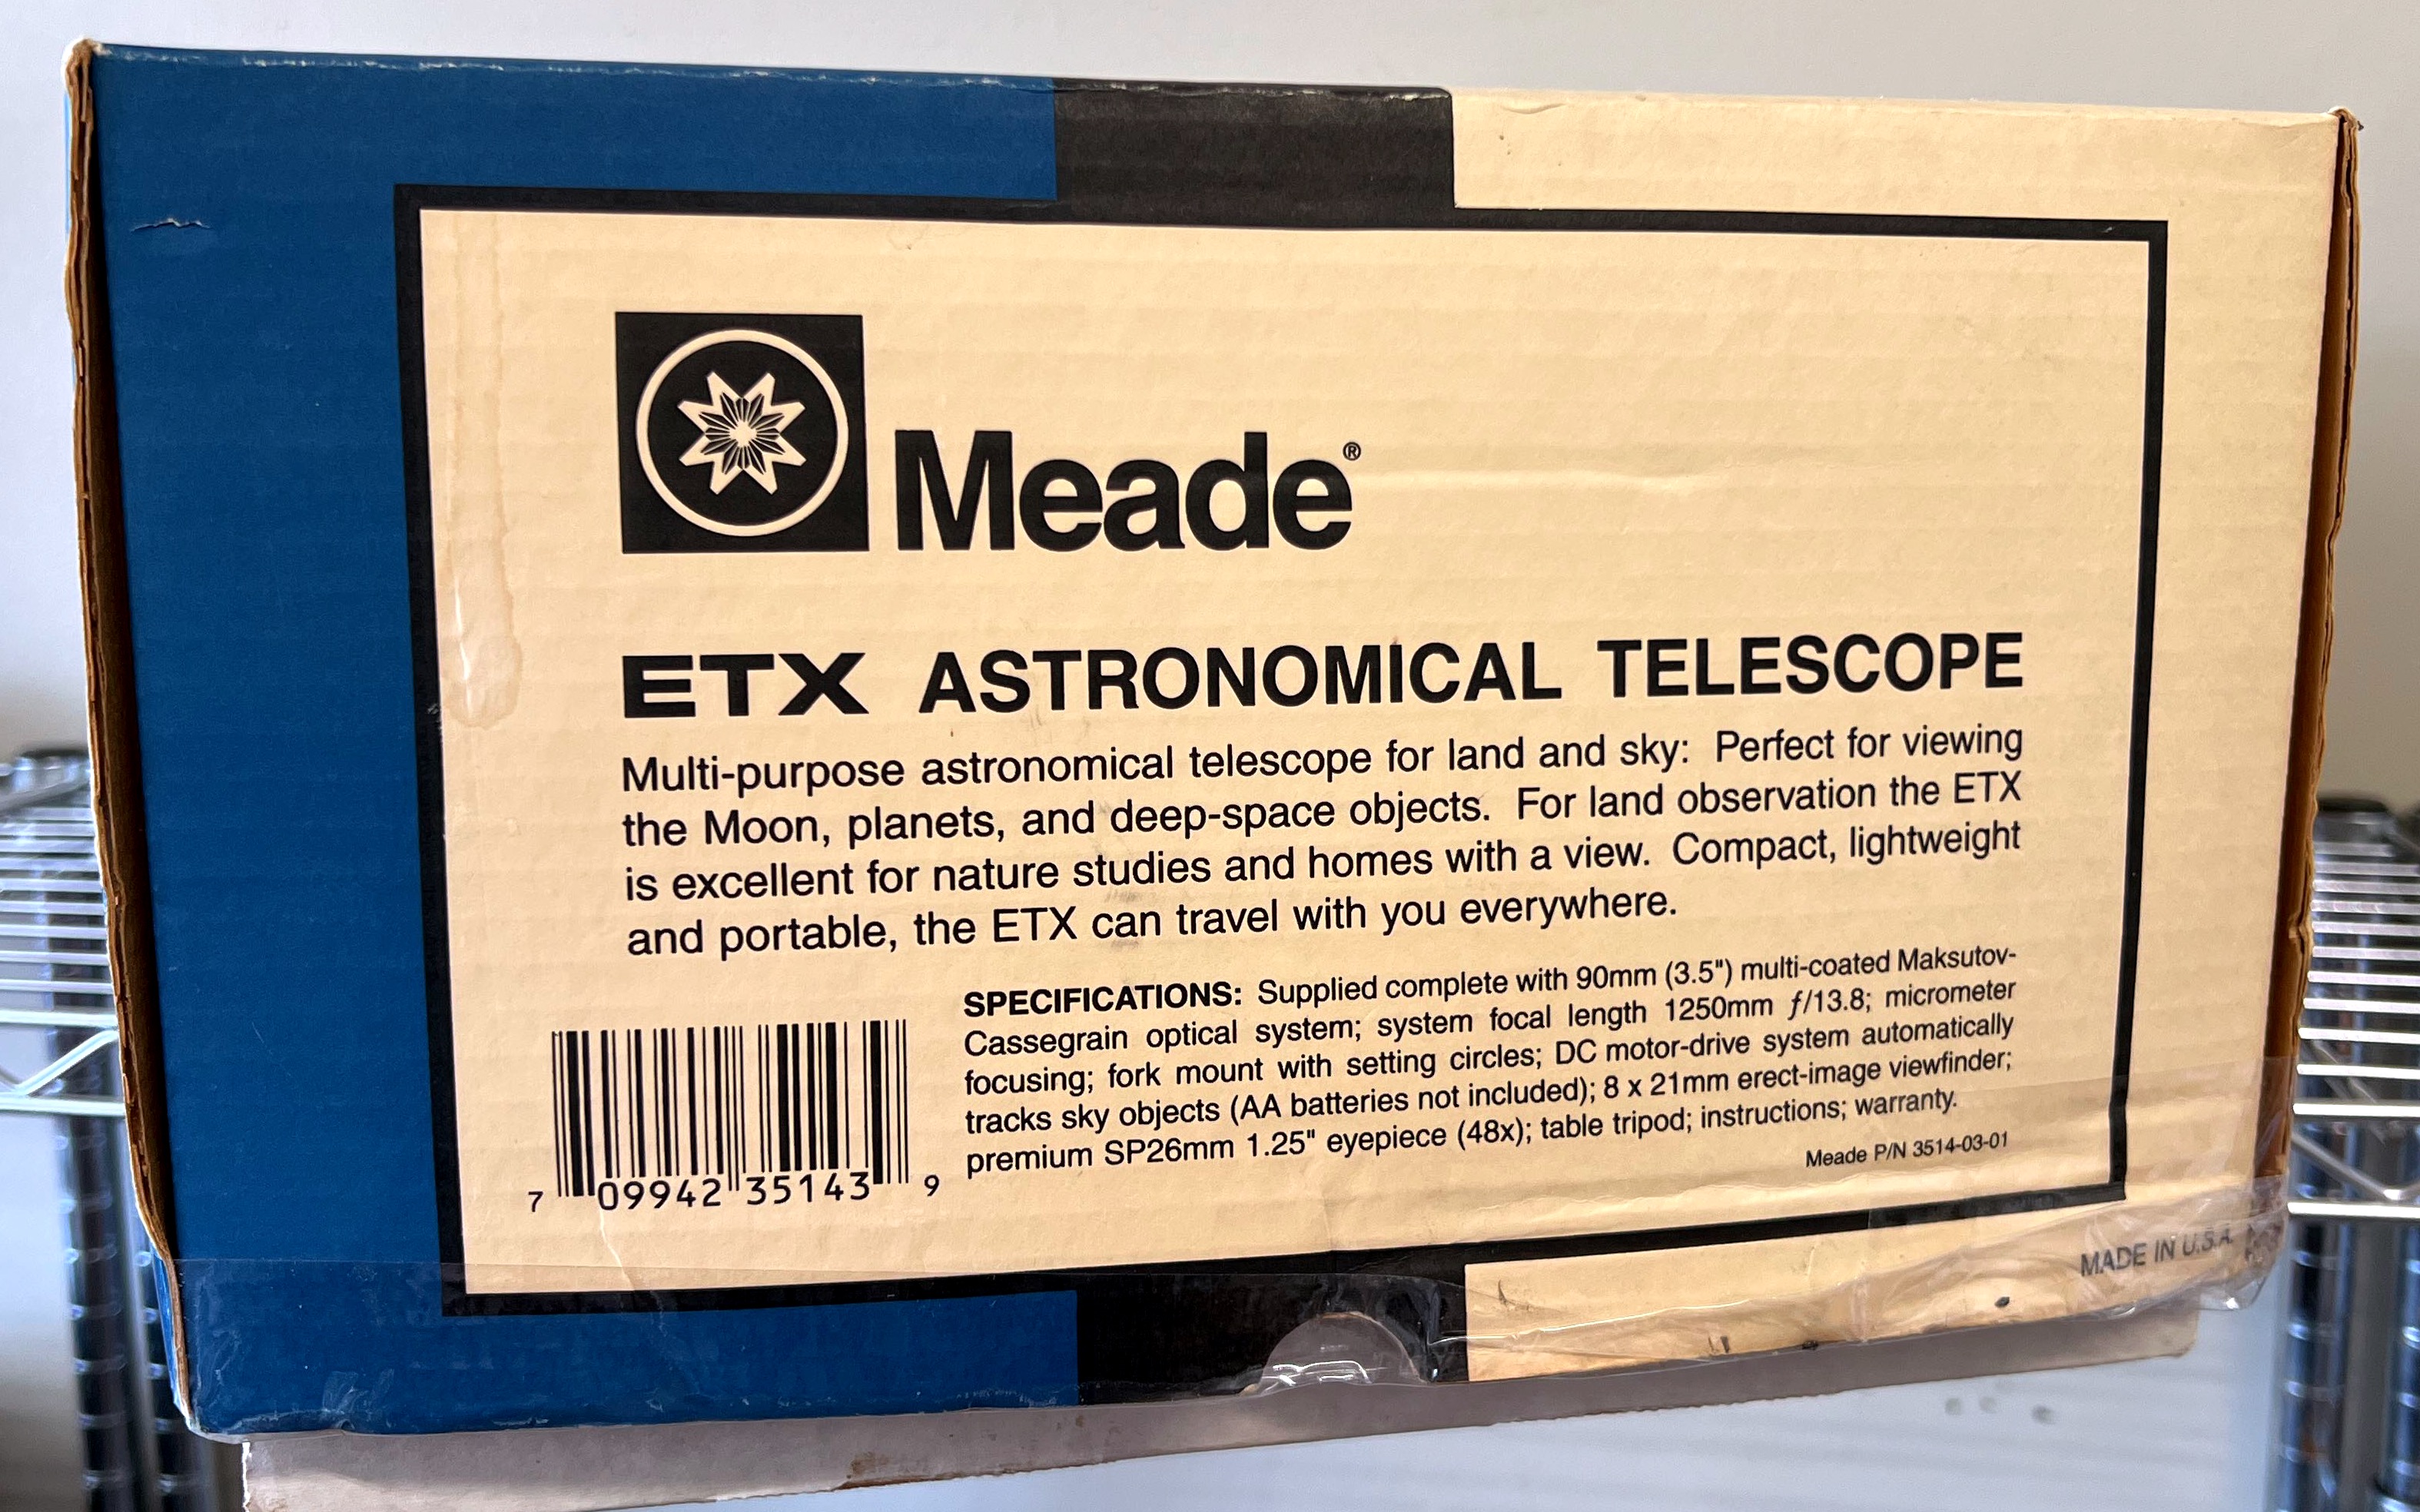 Meade®
ETX ASTRONOMICAL TELESCOPE
Multi-purpose astronomical telescope for land and sky: Perfect for viewing
the Moon, planets, and deep-space objects. For land observation the ETX
is excellent for nature studies and homes with a view. Compact, lightweight
and portable, the ETX can travel with you everywhere.
SPECIFICATIONS: Supplied complete with 90mm (3.5") multi-coated Maksutov-
Cassegrain optical system; system focal length 1250mm ƒ/13.8; micrometer
focusing; fork mount with setting circles; DC motor-drive system automatically
tracks sky objects (AA batteries not included); 8 x 21mm erect-image viewfinder;
premium SP26mm 1.25" eyepiece (48x); table tripod; instructions; warranty.
Meade P/N 3514-03-01
7 09942 35143 9
MADE IN U.S.A.